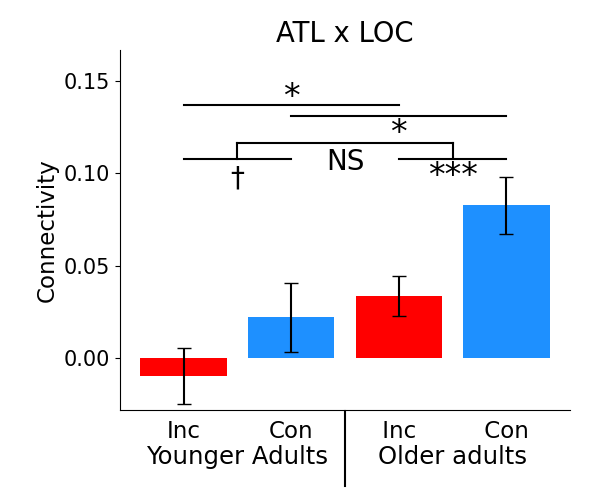 ATL x LOC
0.15
*
*
NS
0.10
†
***
Connectivity
0.05
0.00
Inc Con Inc Con
Younger Adults Older adults